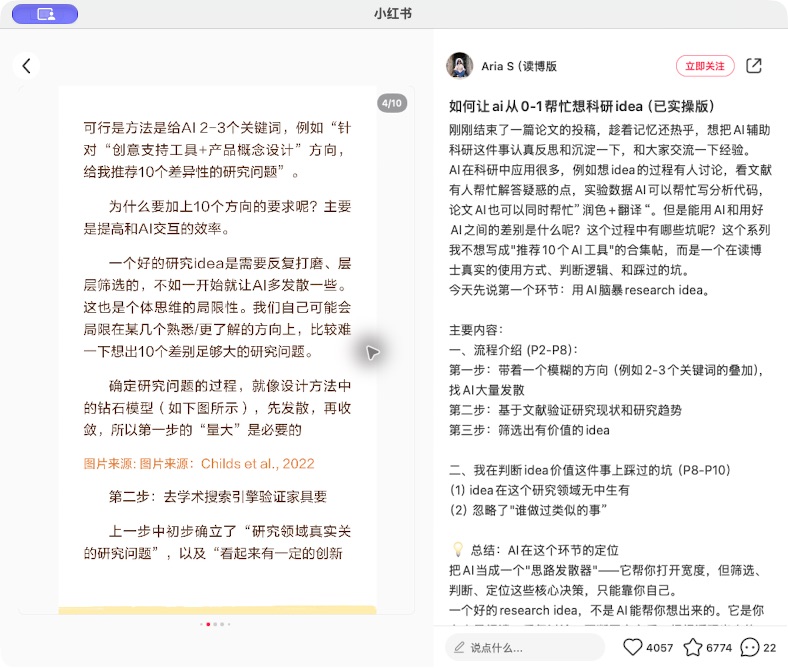 小红书
4/10
可行是方法是给AI 2-3个关键词，例如“针
对“创意支持工具+产品概念设计”方向，
给我推荐10个差异性的研究问题”。
为什么要加上10个方向的要求呢？主要
是提高和AI交互的效率。
一个好的研究idea是需要反复打磨、层
层筛选的，不如一开始就让AI多发散一些。
这也是个体思维的局限性。我们自己可能会
局限在某几个熟悉/更了解的方向上，比较难
一下想出10个差别足够大的研究问题。
确定研究问题的过程，就像设计方法中
的钻石模型（如下图所示），先发散，再收
敛，所以第一步的“量大”是必要的
图片来源: 图片来源：Childs et al., 2022
第二步：去学术搜索引擎验证家具要
上一步中初步确立了“研究领域真实关
的研究问题”，以及“看起来有一定的创新
Aria S (读博版
立即关注
如何让ai从0-1帮忙想科研idea (已实操版)
刚刚结束了一篇论文的投稿，趁着记忆还热乎，想把AI辅助
科研这件事认真反思和沉淀一下，和大家交流一下经验。
AI在科研中应用很多，例如想idea的过程有人讨论，看文献
有人帮忙解答疑惑的点，实验数据AI可以帮忙写分析代码，
论文AI也可以同时帮忙”润色+翻译“。但是能用AI和用好
AI之间的差别是什么呢？这个过程中有哪些坑呢？这个系列
我不想写成"推荐10个AI工具"的合集帖，而是一个在读博
士真实的使用方式、判断逻辑、和踩过的坑。
今天先说第一个环节：用AI脑暴research idea。
主要内容：
一、流程介绍 (P2-P8)：
第一步：带着一个模糊的方向 (例如2-3个关键词的叠加)，
找AI大量发散
第二步：基于文献验证研究现状和研究趋势
第三步：筛选出有价值的idea
二、我在判断idea价值这件事上踩过的坑 (P8-P10)
(1) idea在这个研究领域无中生有
(2) 忽略了"谁做过类似的事”
💡 总结：AI在这个环节的定位
把AI当成一个"思路发散器"——它帮你打开宽度，但筛选、
判断、定位这些核心决策，只能靠你自己。
一个好的research idea，不是AI能帮你想出来的。它是你
说点什么...
4057
6774
22